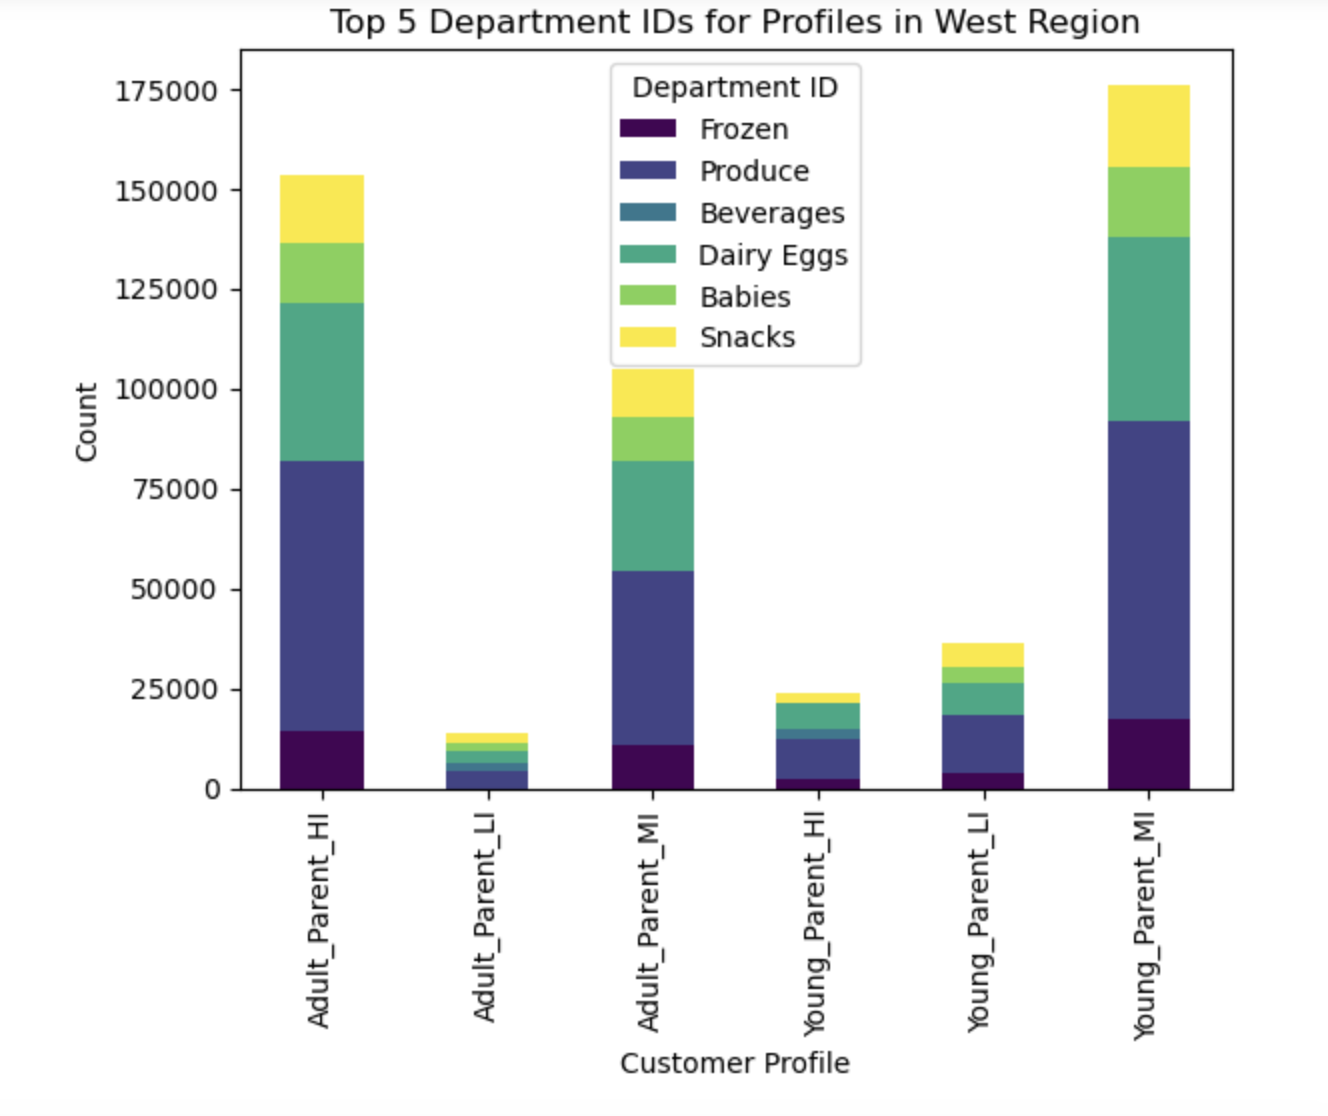 Top 5 Department IDs for Profiles in West Region
Department ID
Frozen
Produce
Beverages
Dairy Eggs
Babies
Snacks
175000
150000
125000
100000
75000
50000
25000
0
Count
Adult_Parent_HI
Adult_Parent_LI
Adult_Parent_MI
Young_Parent_HI
Young_Parent_LI
Young_Parent_MI
Customer Profile